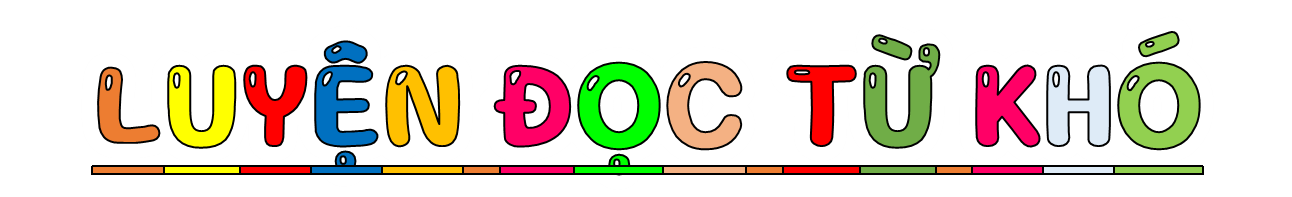 LUYỆN ĐỌC TỪ KHÓ